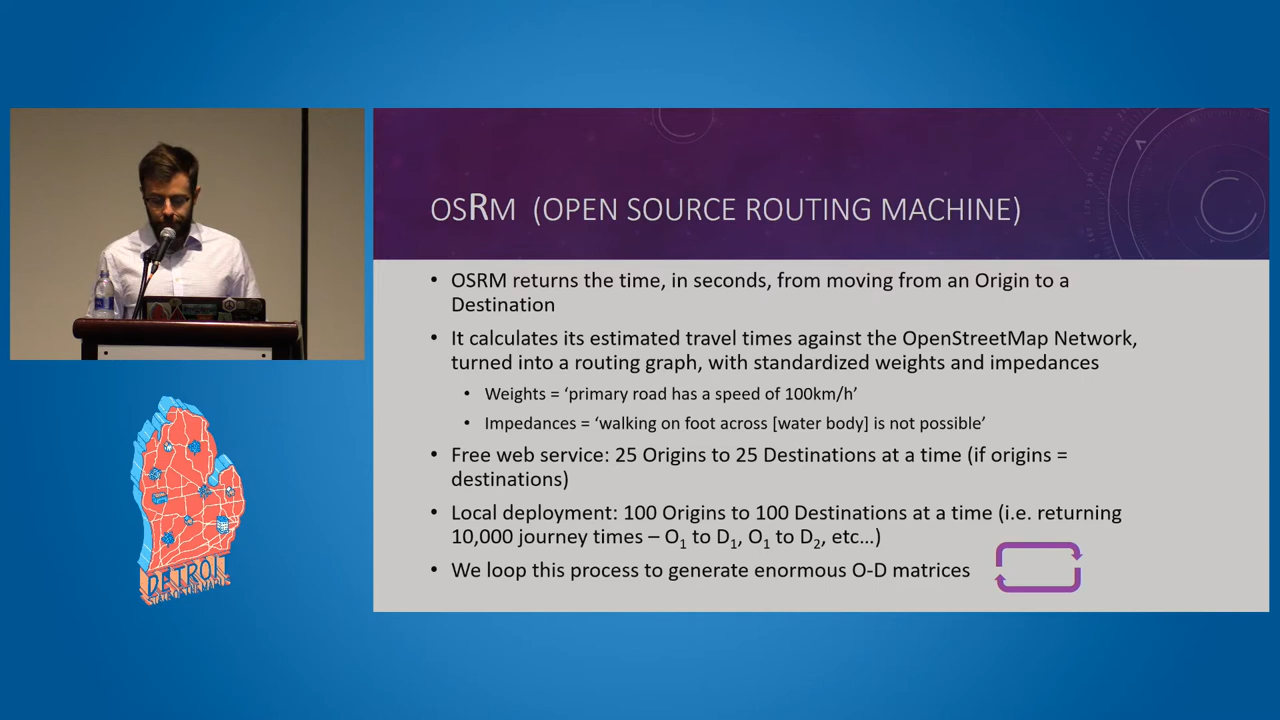 OSRM (OPEN SOURCE ROUTING MACHINE)
• OSRM returns the time, in seconds, from moving from an Origin to a
Destination
• It calculates its estimated travel times against the OpenStreetMap Network,
turned into a routing graph, with standardized weights and impedances
• Weights = ‘primary road has a speed of 100km/h’
• Impedances = ‘walking on foot across [water body] is not possible’
• Free web service: 25 Origins to 25 Destinations at a time (if origins =
destinations)
• Local deployment: 100 Origins to 100 Destinations at a time (i.e. returning
10,000 journey times – O1 to D1, O1 to D2, etc…)
• We loop this process to generate enormous O-D matrices
DETROIT
STATE OF THE MAP US